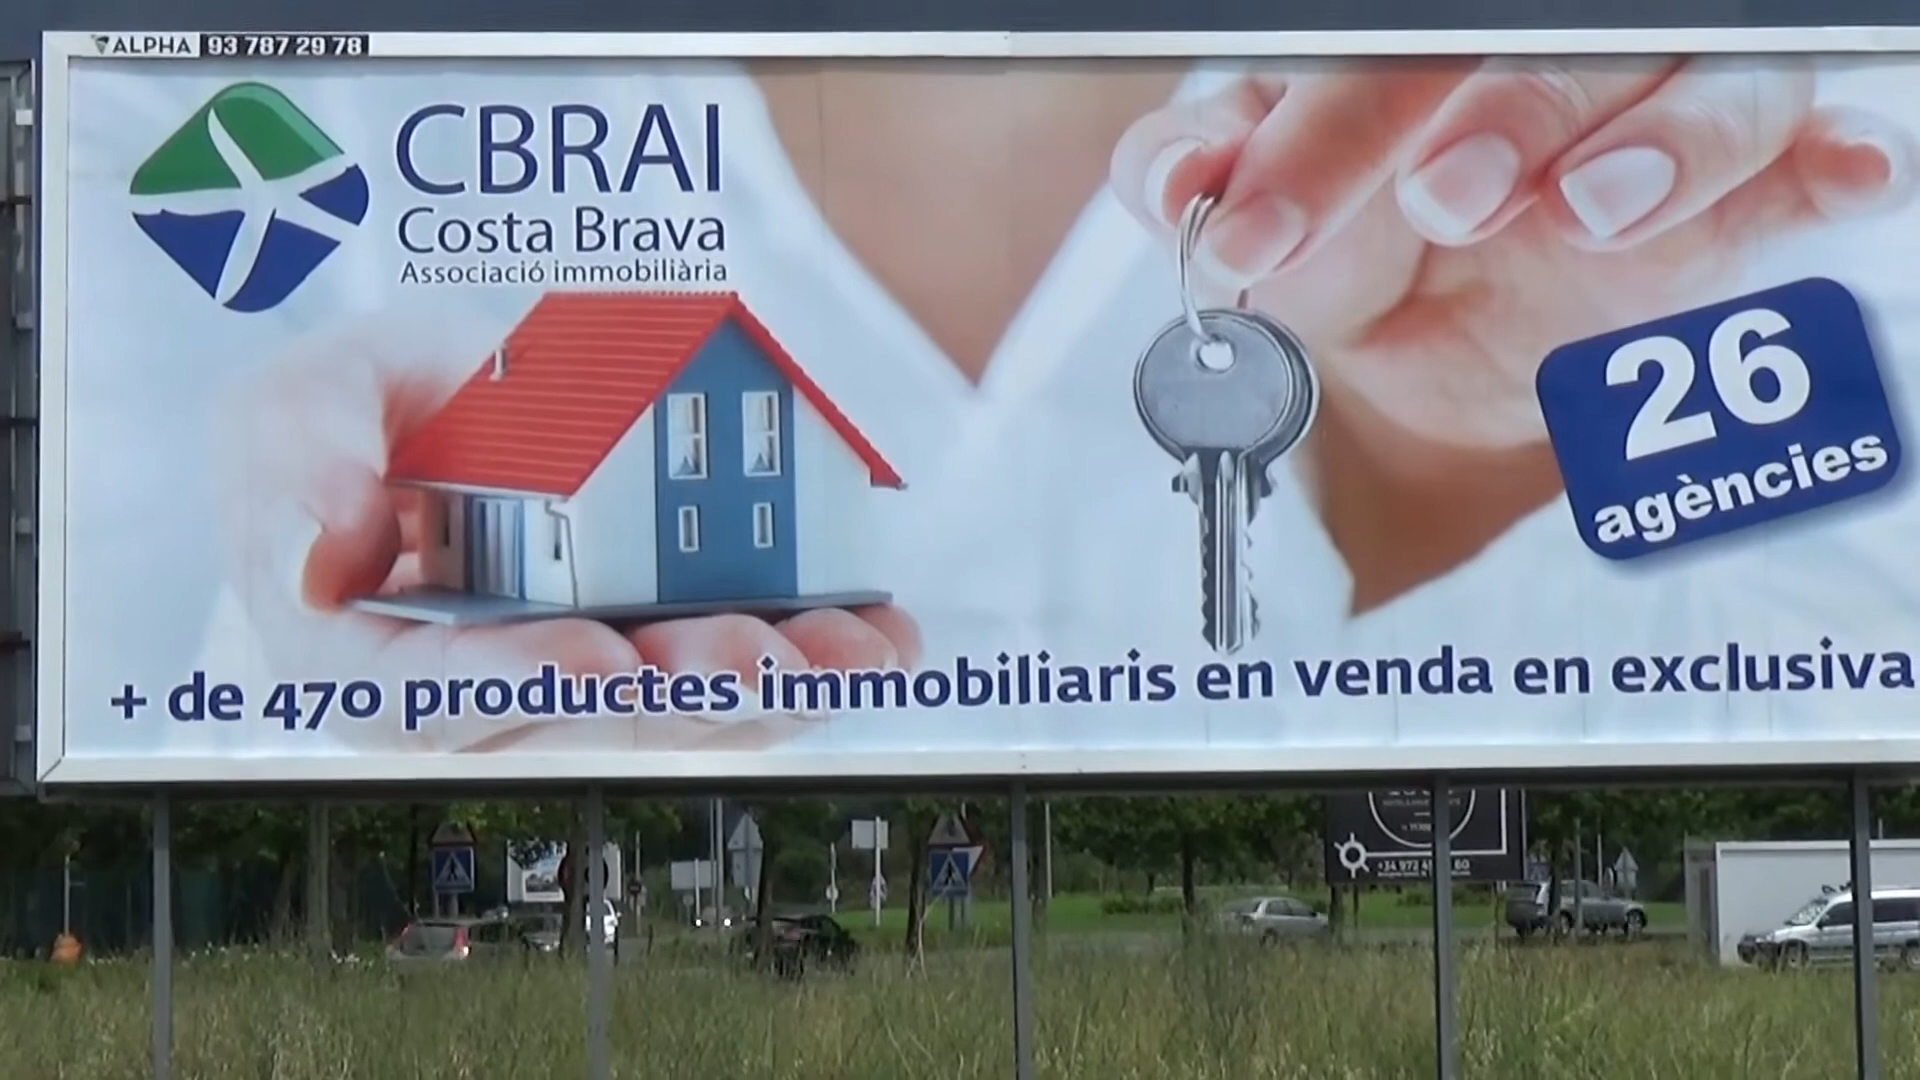 ALPHA 93 787 29 78
CBRAI
Costa Brava
Associació immobiliària
26
agències
+ de 470 productes immobiliaris en venda en exclusiva